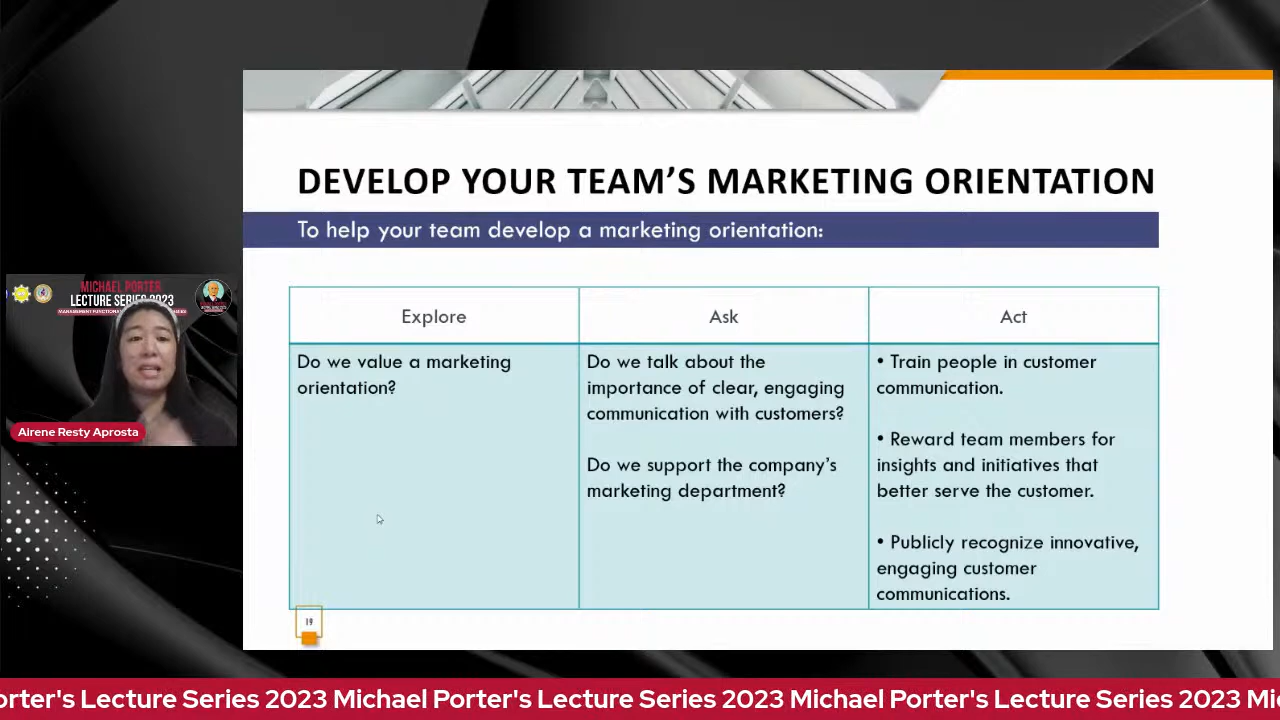 DEVELOP YOUR TEAM'S MARKETING ORIENTATION
To help your team develop a marketing orientation:
Explore
Ask
Act
Do we value a marketing
orientation?
Do we talk about the
importance of clear, engaging
communication with customers?
Do we support the company's
marketing department?
• Train people in customer
communication.
• Reward team members for
insights and initiatives that
better serve the customer.
• Publicly recognize innovative,
engaging customer
communications.
19
MICHAEL PORTER
LECTURE SERIES 2023
MANAGEMENT FUNCTIONAL
Airene Resty Aprosta
orter's Lecture Series 2023 Michael Porter's Lecture Series 2023 Michael Porter's Lecture Series 2023 Mic